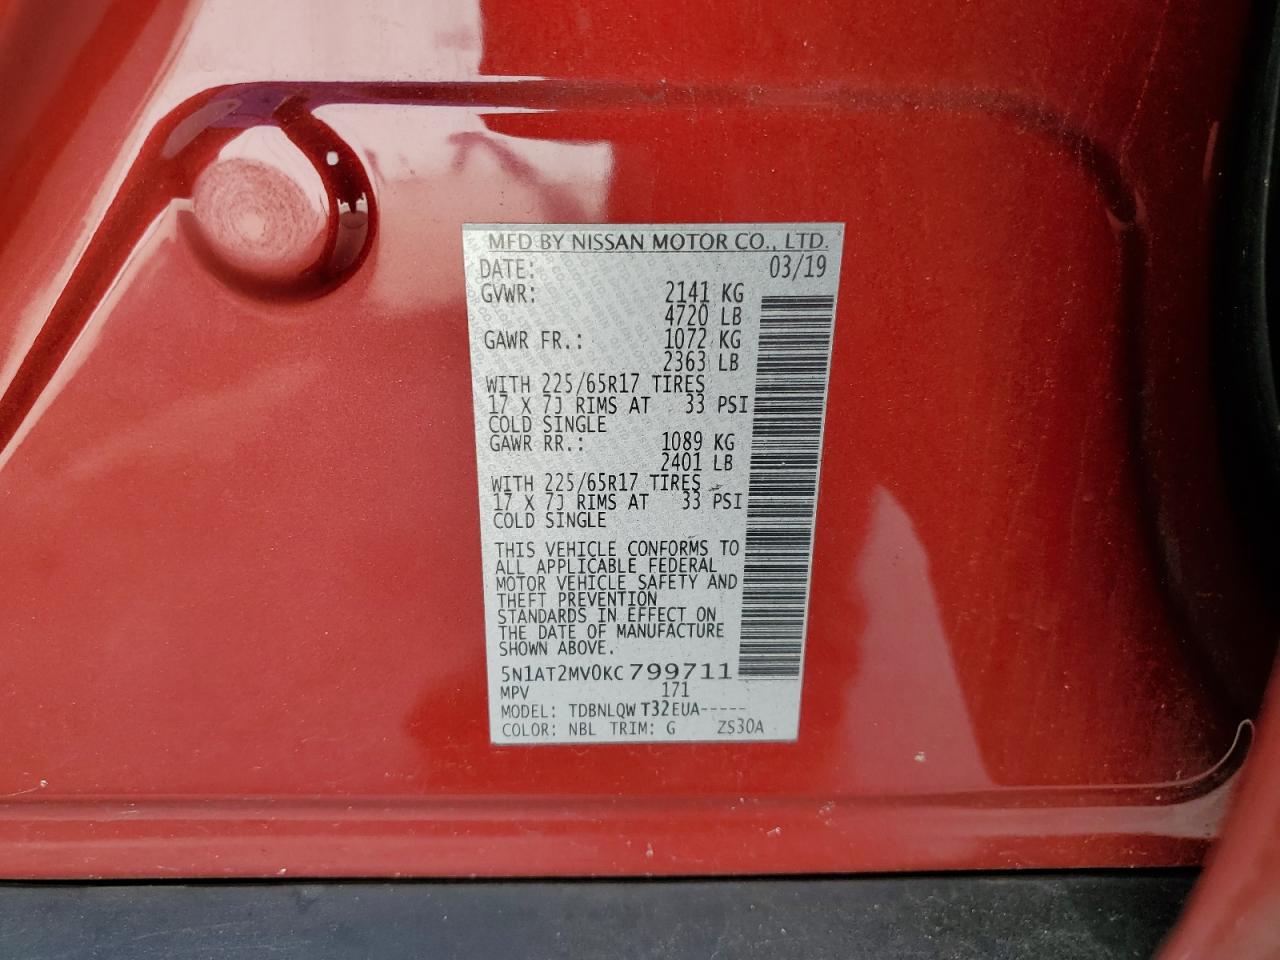 MFD BY NISSAN MOTOR CO., LTD.
DATE: 03/19
GVWR: 2141 KG
4720 LB
GAWR FR.: 1072 KG
2363 LB
WITH 225/65R17 TIRES
17 X 7J RIMS AT 33 PSI
COLD SINGLE
GAWR RR.: 1089 KG
2401 LB
WITH 225/65R17 TIRES
17 X 7J RIMS AT 33 PSI
COLD SINGLE
THIS VEHICLE CONFORMS TO
ALL APPLICABLE FEDERAL
MOTOR VEHICLE SAFETY AND
THEFT PREVENTION
STANDARDS IN EFFECT ON
THE DATE OF MANUFACTURE
SHOWN ABOVE.
5N1AT2MV0KC799711
MPV 171
MODEL: TDBNLQW T32EUA-----
COLOR: NBL TRIM: G ZS30A